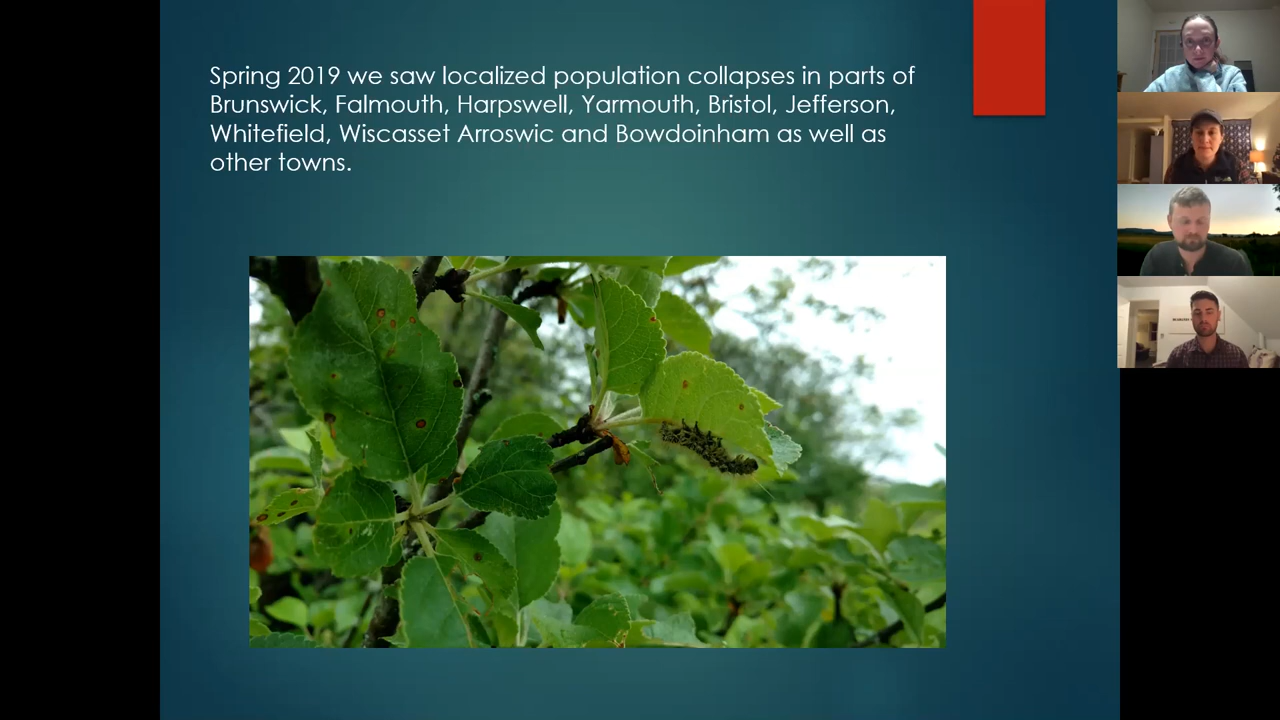 Spring 2019 we saw localized population collapses in parts of
Brunswick, Falmouth, Harpswell, Yarmouth, Bristol, Jefferson,
Whitefield, Wiscasset Arroswic and Bowdoinham as well as
other towns.